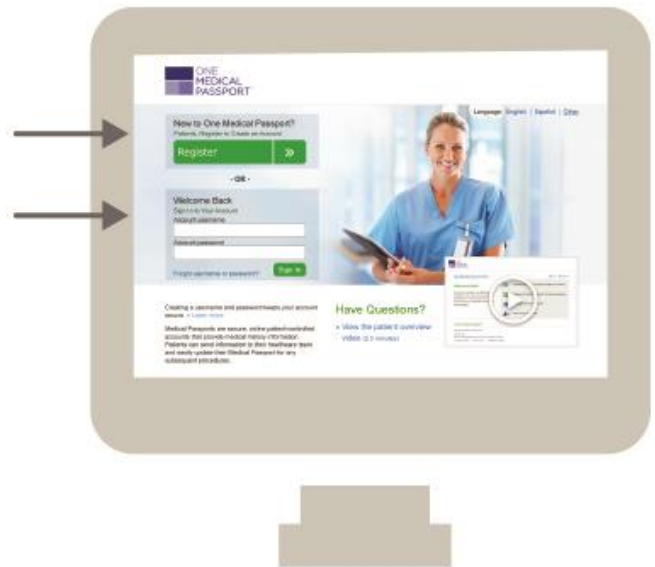 ONE
MEDICAL
PASSPORT
Language: English | Español | Other
New to One Medical Passport?
Patients, Register to Create an Account
Register »
- OR -
Welcome Back
Sign In to Your Account
Account username
Account password
Forgot username or password?
Sign In
Creating a username and password keeps your account
secure. » Learn more
Medical Passports are secure, online patient-controlled
accounts that provide medical history information.
Patients can send information to their healthcare team
and easily update their Medical Passport for any
subsequent procedures.
Have Questions?
» View the patient overview
video (2.5 minutes)